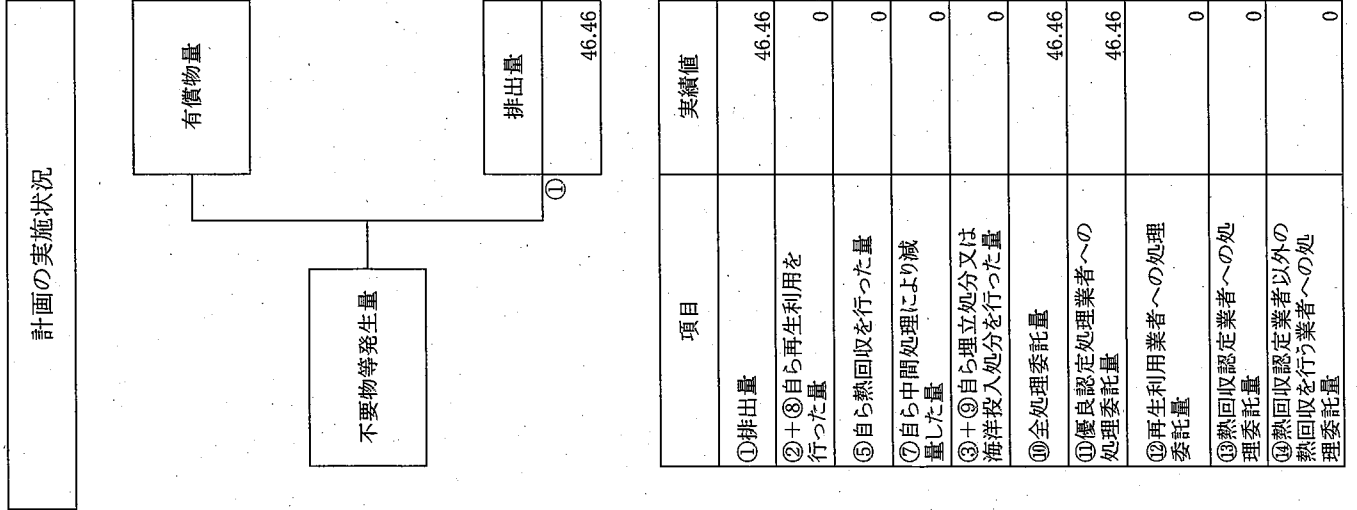 計画の実施状況
有償物量
不要物等発生量
排出量
①
46.46
項目
実績値
①排出量
46.46
②+⑧自ら再生利用を
行った量
0
⑤自ら熱回収を行った量
0
⑦自ら中間処理により減
量した量
0
③+⑨自ら埋立処分又は
海洋投入処分を行った量
0
⑩全処理委託量
46.46
⑪優良認定処理業者への
処理委託量
46.46
⑫再生利用業者への処理
委託量
0
⑬熱回収認定業者への処
理委託量
0
⑭熱回収認定業者以外の
熱回収を行う業者への処
理委託量
0